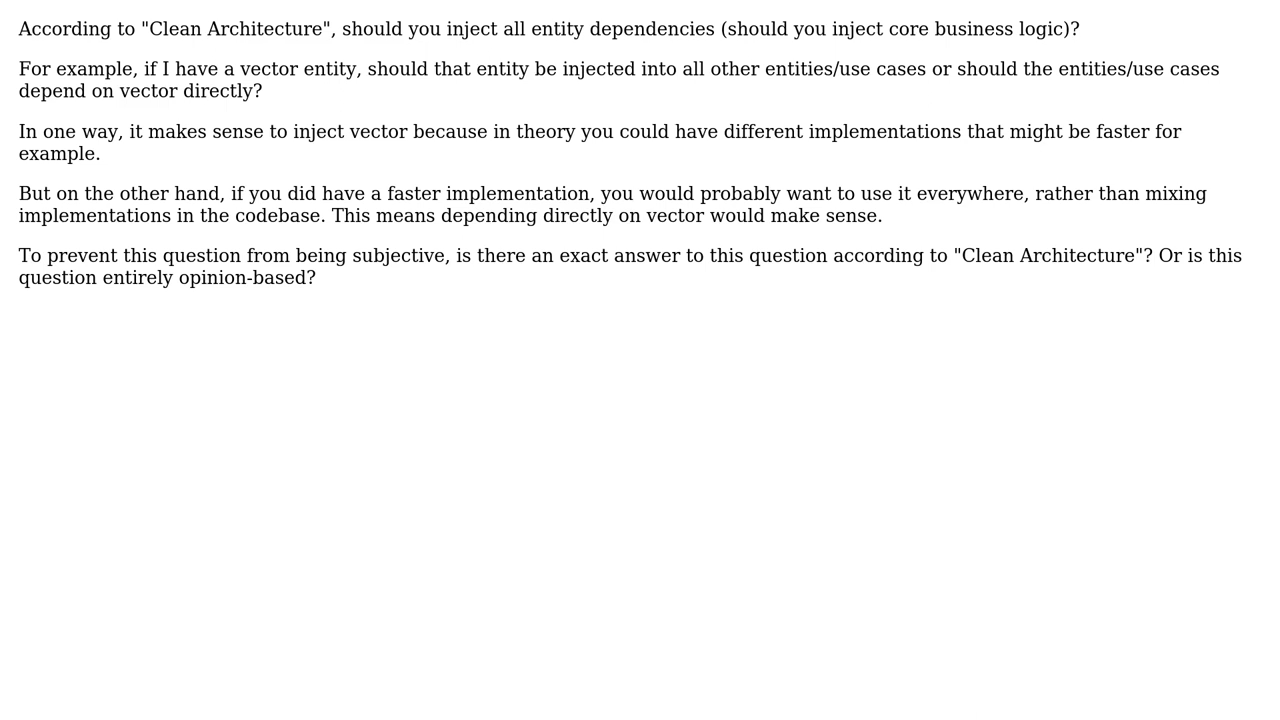 According to "Clean Architecture", should you inject all entity dependencies (should you inject core business logic)?
For example, if I have a vector entity, should that entity be injected into all other entities/use cases or should the entities/use cases
depend on vector directly?
In one way, it makes sense to inject vector because in theory you could have different implementations that might be faster for
example.
But on the other hand, if you did have a faster implementation, you would probably want to use it everywhere, rather than mixing
implementations in the codebase. This means depending directly on vector would make sense.
To prevent this question from being subjective, is there an exact answer to this question according to "Clean Architecture"? Or is this
question entirely opinion-based?